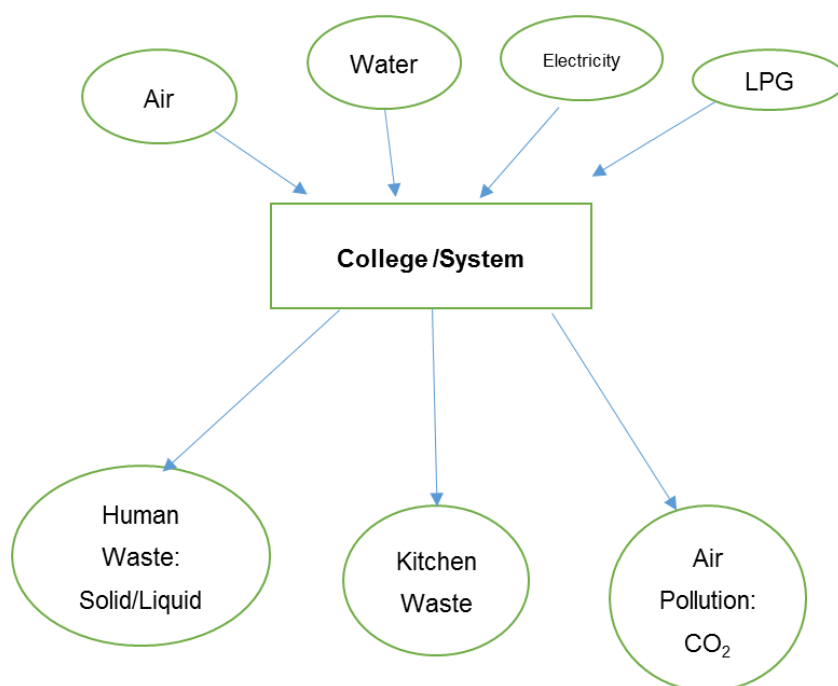 Air
Water
Electricity
LPG
College /System
Human
Waste:
Solid/Liquid
Kitchen
Waste
Air
Pollution:
CO₂